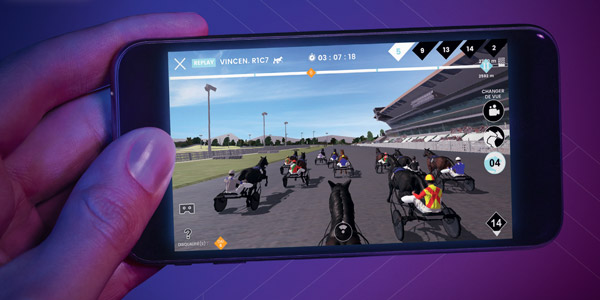 REPLAY VINCEN. R1C7 03 : 07 : 18
5 9 13 14 2
CHANGER
DE VUE
04
?
14